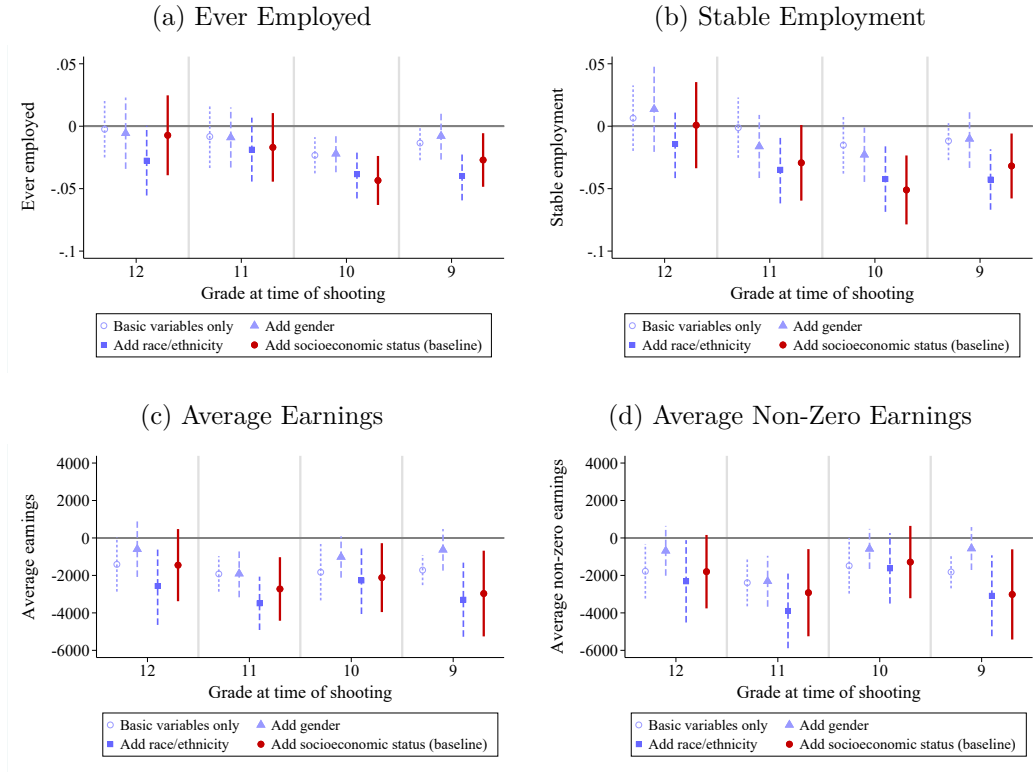 (a) Ever Employed
Ever employed
.05
0
-.05
-.1
12 11 10 9
Grade at time of shooting
Basic variables only Add gender
Add race/ethnicity Add socioeconomic status (baseline)
(b) Stable Employment
Stable employment
.05
0
-.05
-.1
12 11 10 9
Grade at time of shooting
Basic variables only Add gender
Add race/ethnicity Add socioeconomic status (baseline)
(c) Average Earnings
Average earnings
4000
2000
0
-2000
-4000
-6000
12 11 10 9
Grade at time of shooting
Basic variables only Add gender
Add race/ethnicity Add socioeconomic status (baseline)
(d) Average Non-Zero Earnings
Average non-zero earnings
4000
2000
0
-2000
-4000
-6000
12 11 10 9
Grade at time of shooting
Basic variables only Add gender
Add race/ethnicity Add socioeconomic status (baseline)